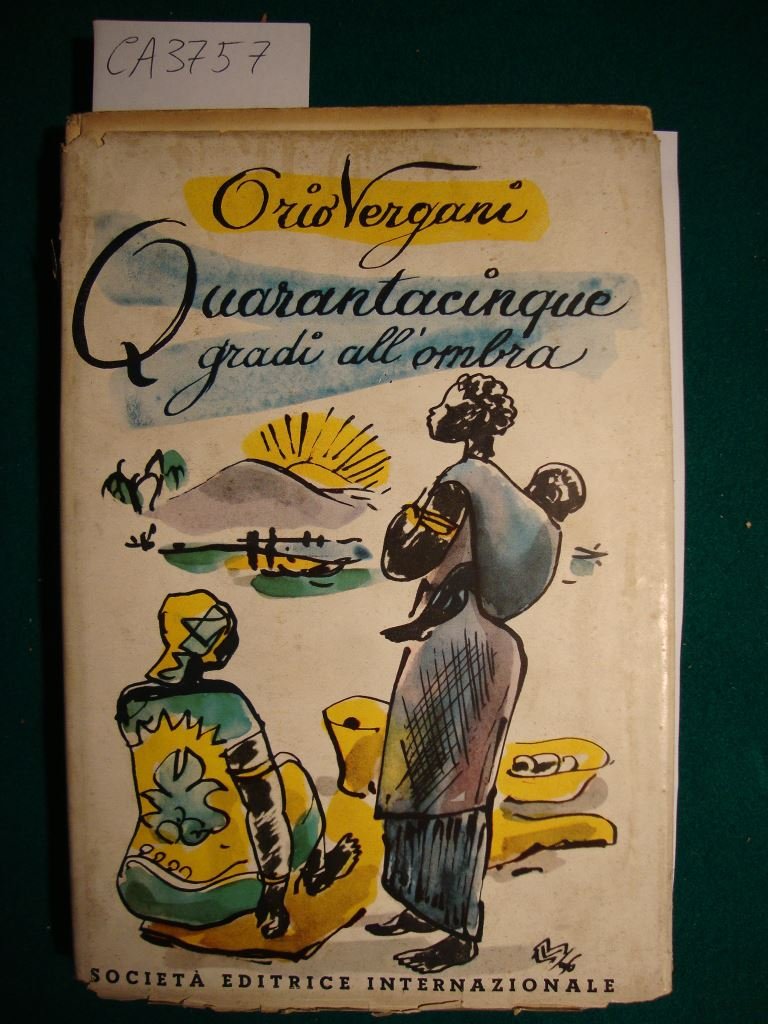 CA3757
Orio Vergani
Quarantacinque
gradi all'ombra
SOCIETÀ EDITRICE INTERNAZIONALE